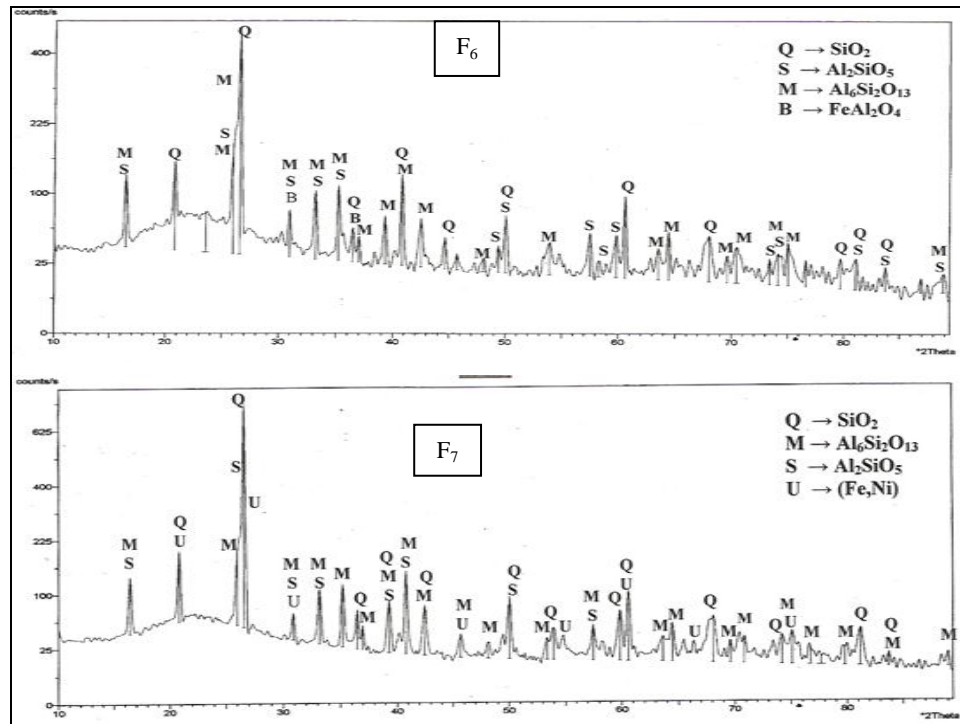 counts/s
F6
Q → SiO2
S → Al2SiO5
M → Al6Si2O13
B → FeAl2O4
400
225
100
25
0
Q
M
S
M
M
S
Q
M
S
B
M
S
M
S
Q
B
M
M
Q
M
M
Q
M
S
Q
S
M
S
S
S
Q
M
M
Q
M
M
S
M
S
M
Q
Q
S
Q
S
M
S
10 20 30 40 50 60 70 80
°2Theta
counts/s
F7
Q → SiO2
M → Al6Si2O13
S → Al2SiO5
U → (Fe,Ni)
625
400
225
100
25
0
M
S
Q
U
M
S
Q
U
M
S
U
M
S
M
Q
M
Q
M
S
M
S
Q
M
M
U
M
Q
S
M
Q
U
M
S
Q
Q
U
M
M
U
Q
M
M
Q
M
U
M
M
Q
Q
M
M
10 20 30 40 50 60 70 80
°2Theta